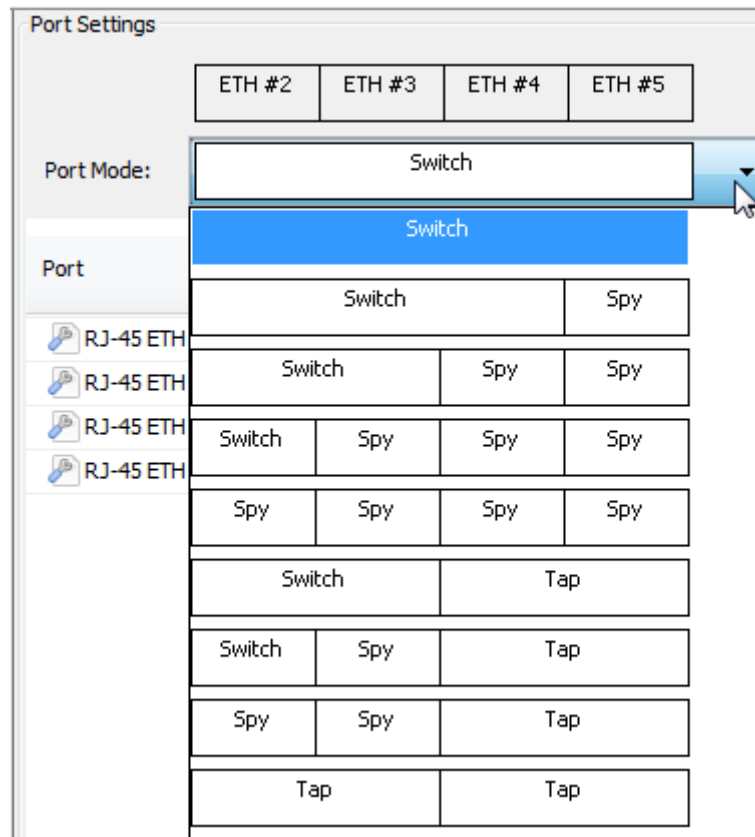 Port Settings
ETH #2 ETH #3 ETH #4 ETH #5
Port Mode: Switch
Switch
Port
Switch Spy
RJ-45 ETH
Switch Spy Spy
RJ-45 ETH
RJ-45 ETH
Switch Spy Spy Spy
RJ-45 ETH
Spy Spy Spy Spy
Switch Tap
Switch Spy Tap
Spy Spy Tap
Tap Tap